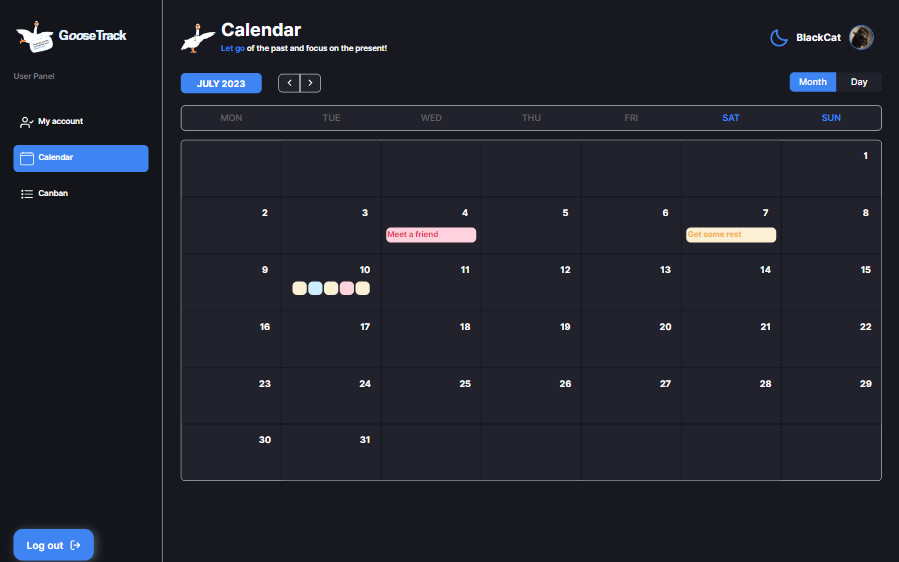 GooseTrack
User Panel
My account
Calendar
Canban
Log out
Calendar
Let go of the past and focus on the present!
BlackCat
JULY 2023
Month Day
MON TUE WED THU FRI SAT SUN
1
2 3 4 5 6 7 8
Meet a friend Get some rest
9 10 11 12 13 14 15
16 17 18 19 20 21 22
23 24 25 26 27 28 29
30 31